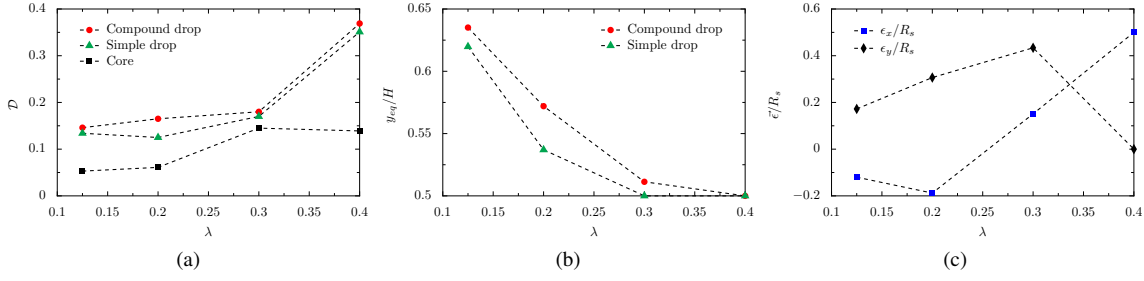 0.4
0.3
0.2
0.1
0
0.1
0.15
0.2
0.25
0.3
0.35
0.4
𝒟
λ
Compound drop
Simple drop
Core
(a)
0.65
0.6
0.55
0.5
0.1
0.15
0.2
0.25
0.3
0.35
0.4
y_eq/H
λ
Compound drop
Simple drop
(b)
0.6
0.4
0.2
0
−0.2
0.1
0.15
0.2
0.25
0.3
0.35
0.4
ϵ⃗/R_s
λ
ϵ_x/R_s
ϵ_y/R_s
(c)